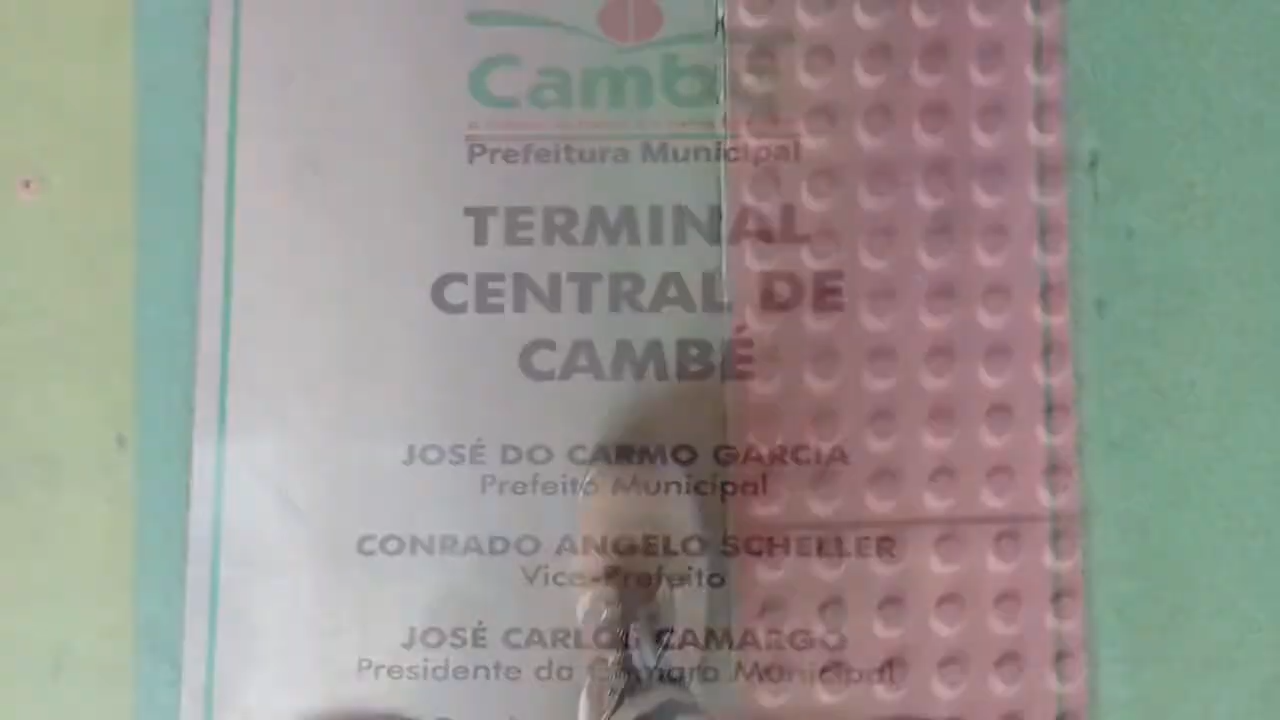 Cambé
Prefeitura Municipal
TERMINAL
CENTRAL DE
CAMBÉ
JOSÉ DO CARMO GARCIA
Prefeito Municipal
CONRADO ANGELO SCHELLER
Vice-Prefeito
JOSÉ CARLOS CAMARGO
Presidente da Câmara Municipal